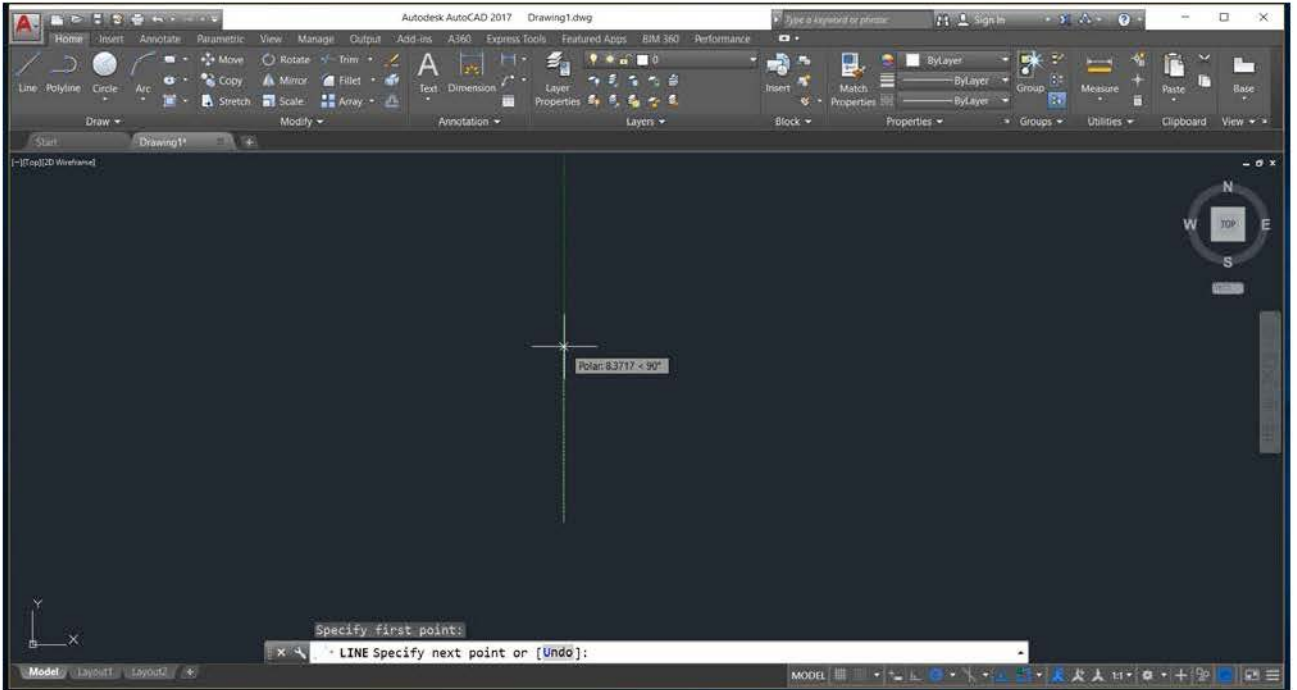 Autodesk AutoCAD 2017 Drawing1.dwg
Type a keyword or phrase
Sign In
Home Insert Annotate Parametric View Manage Output Add-ins A360 Express Tools Featured Apps BIM 360 Performance
Move Rotate Trim
Copy Mirror Fillet
Stretch Scale Array
Line Polyline Circle Arc
Text Dimension
Layer Properties
0
Insert
Match Properties
ByLayer
ByLayer
ByLayer
Group
Measure
Paste
Base
Draw Modify Annotation Layers Block Properties Groups Utilities Clipboard View
Start Drawing1*
[-][Top][2D Wireframe]
N
W TOP E
S
Polar: 8.3717 < 90°
Y
X
Specify first point:
LINE Specify next point or [Undo]:
Model Layout1 Layout2 +
MODEL 1:1